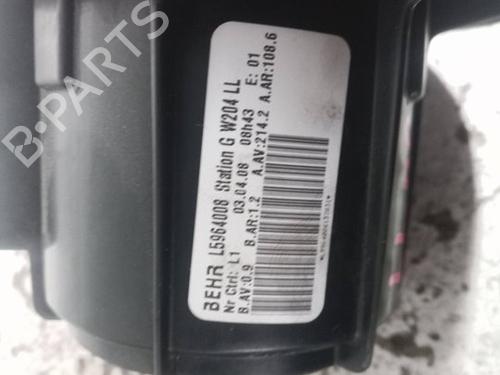 BEHR L5964008 Station G W204 LL
Nr Ctrl: L1 03.04.08 08h43 E: 01
B.AV:0.9 B.AR:1.2 A.AV:214.2 A.AR:108.6
B-PARTS